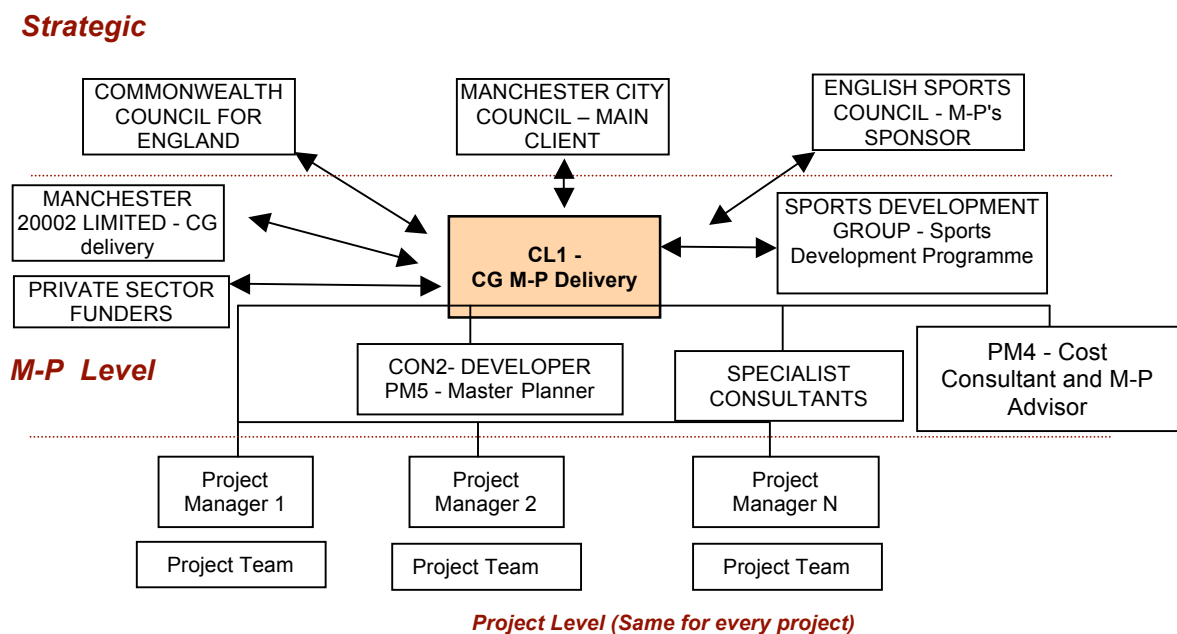 Strategic
COMMONWEALTH
COUNCIL FOR
ENGLAND
MANCHESTER CITY
COUNCIL – MAIN
CLIENT
ENGLISH SPORTS
COUNCIL - M-P's
SPONSOR
MANCHESTER
20002 LIMITED - CG
delivery
CL1 -
CG M-P Delivery
SPORTS DEVELOPMENT
GROUP - Sports
Development Programme
PRIVATE SECTOR
FUNDERS
M-P Level
CON2- DEVELOPER
PM5 - Master Planner
SPECIALIST
CONSULTANTS
PM4 - Cost
Consultant and M-P
Advisor
Project
Manager 1
Project
Manager 2
Project
Manager N
Project Team
Project Team
Project Team
Project Level (Same for every project)